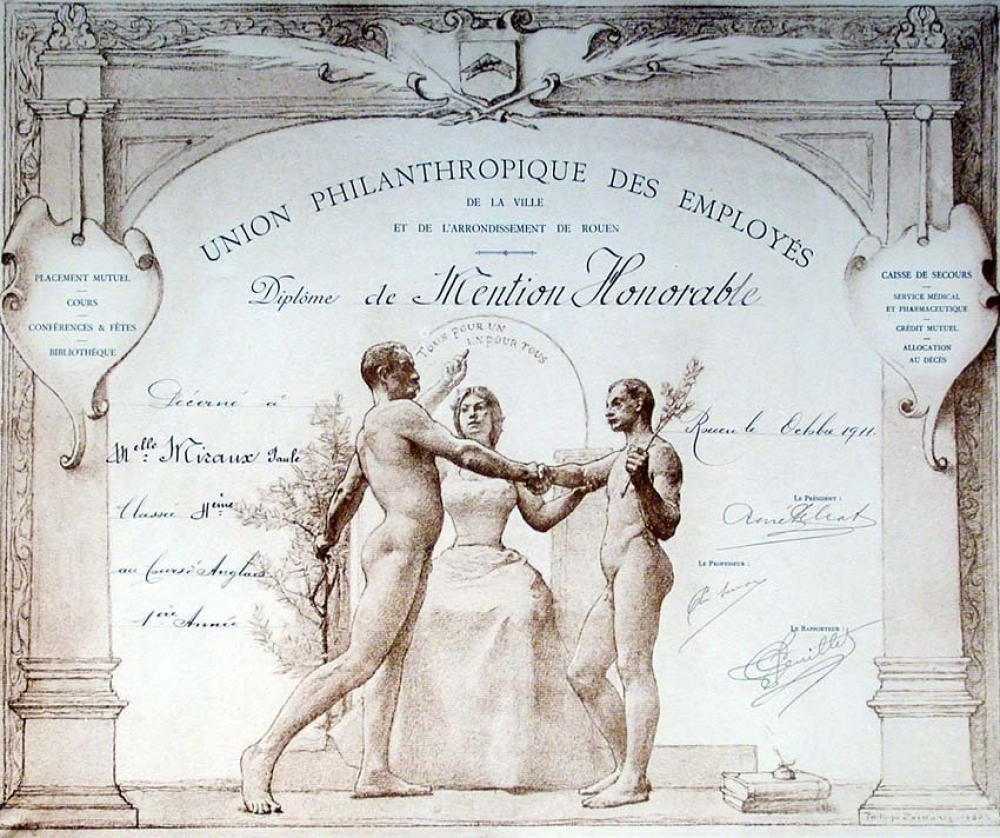 UNION PHILANTHROPIQUE DES EMPLOYÉS
DE LA VILLE
ET DE L'ARRONDISSEMENT DE ROUEN
Diplôme de Mention Honorable
PLACEMENT MUTUEL
COURS
CONFÉRENCES & FÊTES
BIBLIOTHÈQUE
CAISSE DE SECOURS
SERVICE MÉDICAL
ET PHARMACEUTIQUE
CRÉDIT MUTUEL
ALLOCATION
AU DÉCÈS
TOUS POUR UN
UN POUR TOUS
Décerné à
Melle Miraux Paule
Classée
au Cours d'Anglais
1ère Année
Rouen le Octobre 1911
LE PRÉSIDENT :
LE PROFESSEUR :
LE RAPPORTEUR :